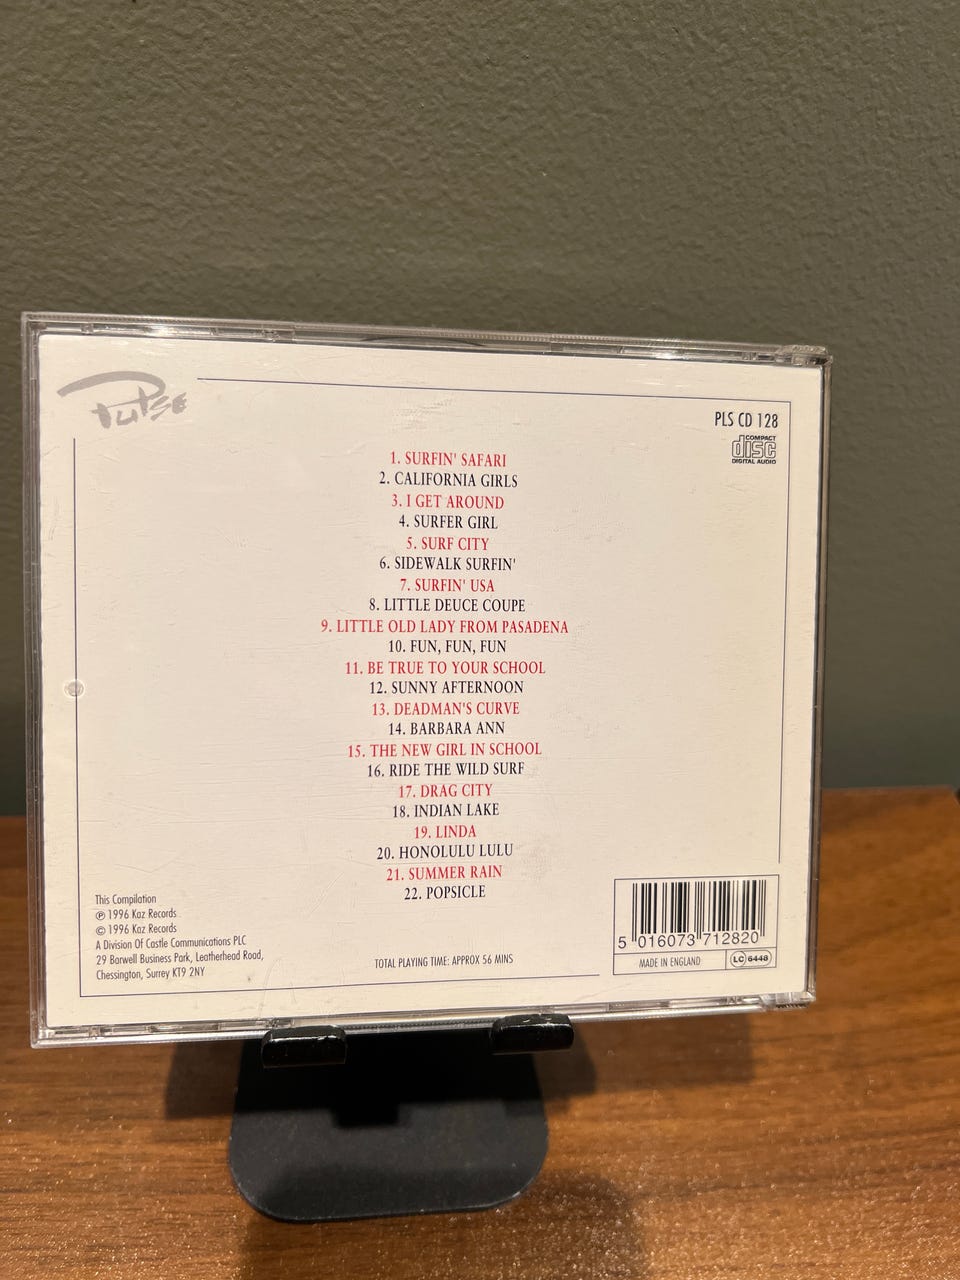 Pulse
PLS CD 128
COMPACT
disc
DIGITAL AUDIO
1. SURFIN' SAFARI
2. CALIFORNIA GIRLS
3. I GET AROUND
4. SURFER GIRL
5. SURF CITY
6. SIDEWALK SURFIN'
7. SURFIN' USA
8. LITTLE DEUCE COUPE
9. LITTLE OLD LADY FROM PASADENA
10. FUN, FUN, FUN
11. BE TRUE TO YOUR SCHOOL
12. SUNNY AFTERNOON
13. DEADMAN'S CURVE
14. BARBARA ANN
15. THE NEW GIRL IN SCHOOL
16. RIDE THE WILD SURF
17. DRAG CITY
18. INDIAN LAKE
19. LINDA
20. HONOLULU LULU
21. SUMMER RAIN
22. POPSICLE
This Compilation
℗ 1996 Kaz Records
© 1996 Kaz Records
A Division Of Castle Communications PLC
29 Barwell Business Park, Leatherhead Road,
Chessington, Surrey KT9 2NY
TOTAL PLAYING TIME: APPROX 56 MINS
5 016073 712820
MADE IN ENGLAND
LC 6448